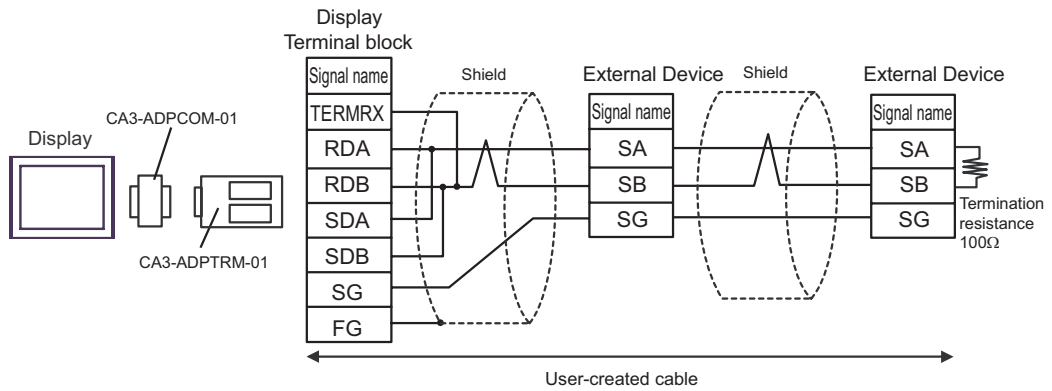 Display
Terminal block
Signal name
TERMRX
RDA
RDB
SDA
SDB
SG
FG
Shield
External Device
Signal name
SA
SB
SG
Shield
External Device
Signal name
SA
SB
SG
Termination
resistance
100Ω
Display
CA3-ADPCOM-01
CA3-ADPTRM-01
User-created cable